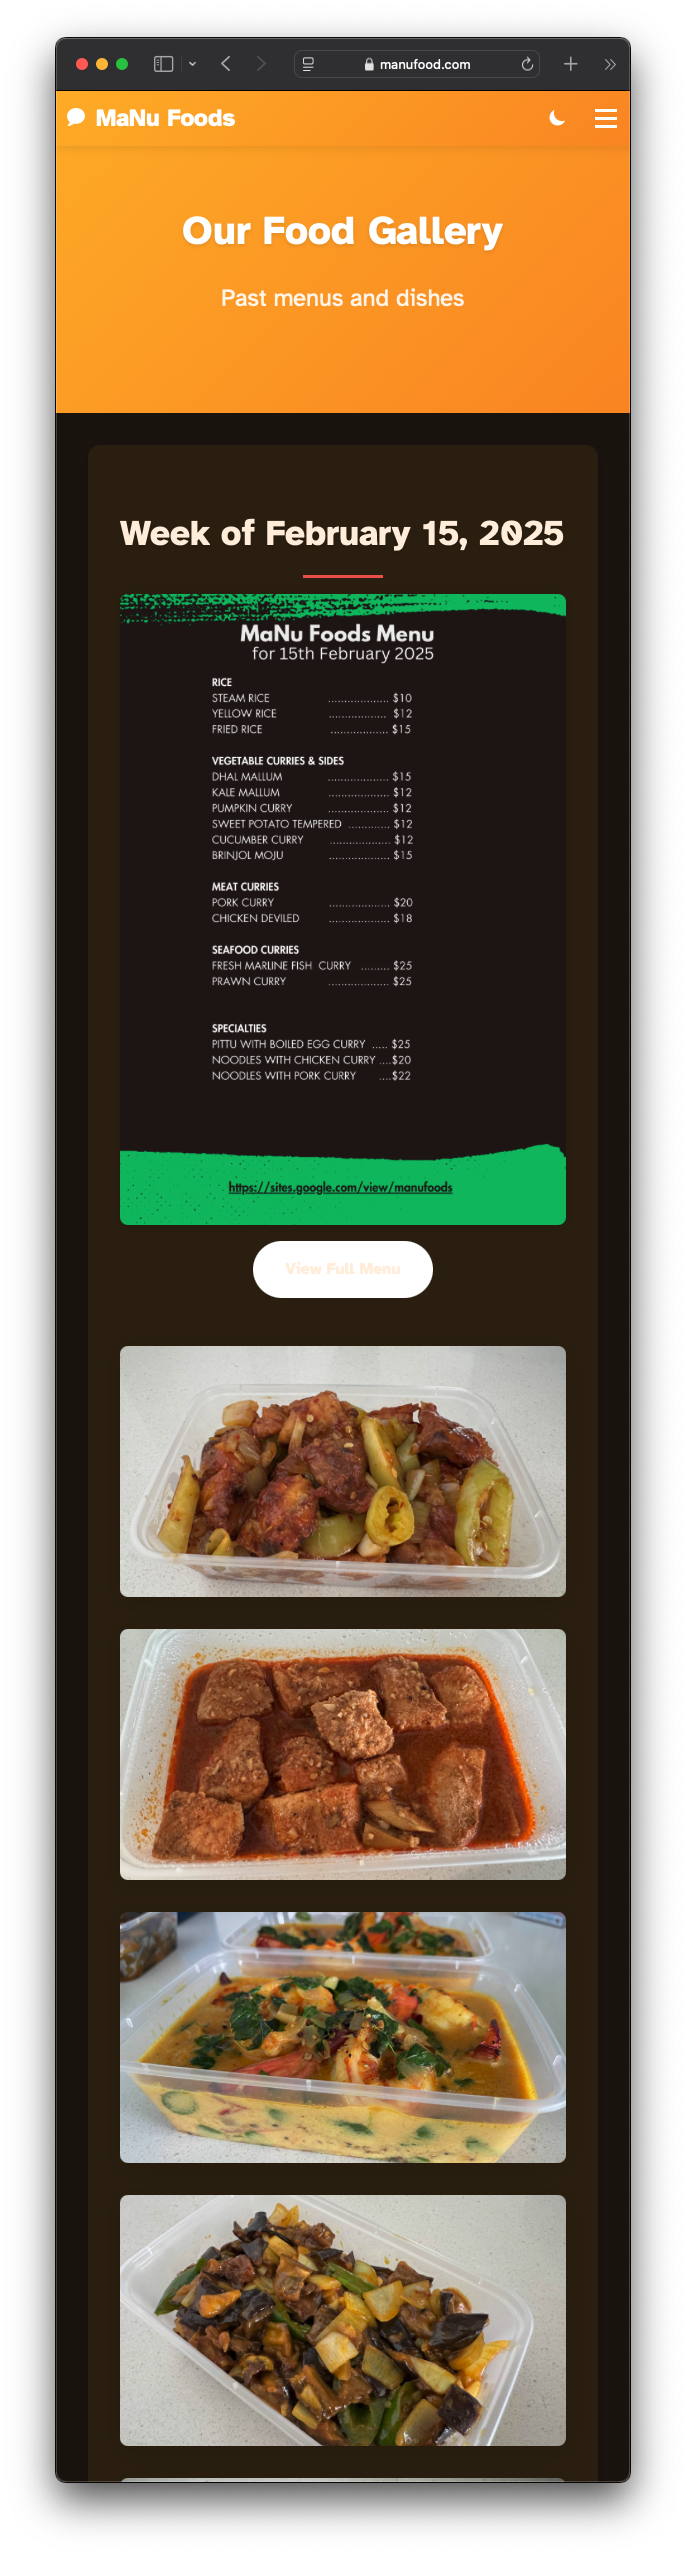 manufood.com
MaNu Foods
Our Food Gallery
Past menus and dishes
Week of February 15, 2025
MaNu Foods Menu
for 15th February 2025
RICE
STEAM RICE ................... $10
YELLOW RICE .................. $12
FRIED RICE .................. $15
VEGETABLE CURRIES & SIDES
DHAL MALLUM ................... $15
KALE MALLUM ................... $12
PUMPKIN CURRY ................... $12
SWEET POTATO TEMPERED ............. $12
CUCUMBER CURRY ................... $12
BRINJOL MOJU ................... $15
MEAT CURRIES
PORK CURRY ................... $20
CHICKEN DEVILED ................... $18
SEAFOOD CURRIES
FRESH MARLINE FISH CURRY ......... $25
PRAWN CURRY ................... $25
SPECIALTIES
PITTU WITH BOILED EGG CURRY ..... $25
NOODLES WITH CHICKEN CURRY ....$20
NOODLES WITH PORK CURRY ....$22
https://sites.google.com/view/manufoods
View Full Menu